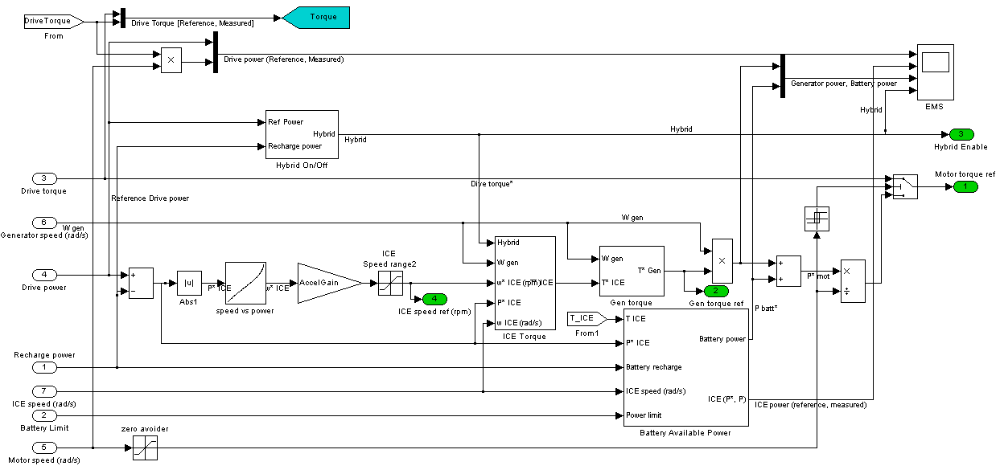 DriveTorque
From
Drive Torque [Reference, Measured]
Torque
×
Drive power (Reference, Measured)
Generator power, Battery power
EMS
Hybrid
Ref Power
Hybrid
Recharge power
Hybrid
Hybrid On/Off
Hybrid
3
Hybrid Enable
3
Drive torque
Dive torque*
Motor torque ref
1
Reference Drive power
6
W gen
Generator speed (rad/s)
W gen
4
Drive power
+
−
|u|
Abs1
P* ICE
speed vs power
w* ICE
AccelGain
ICE
Speed range2
4
ICE speed ref (rpm)
Hybrid
W gen
w* ICE (rpm)
T* ICE
P* ICE
w ICE (rad/s)
ICE Torque
W gen
T* Gen
T* ICE
Gen torque
×
2
Gen torque ref
+
+
P* mot
×
÷
P batt*
T_ICE
From1
T ICE
P* ICE
Battery power
Battery recharge
ICE speed (rad/s)
ICE (P*, P)
Power limit
Battery Available Power
ICE power (reference, measured)
Recharge power
1
7
ICE speed (rad/s)
2
Battery Limit
zero avoider
5
Motor speed (rad/s)